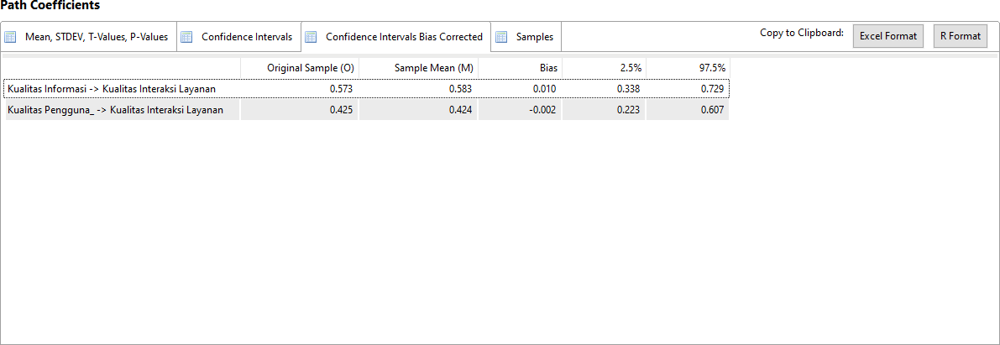 Path Coefficients
Mean, STDEV, T-Values, P-Values Confidence Intervals Confidence Intervals Bias Corrected Samples Copy to Clipboard: Excel Format R Format
Original Sample (O) Sample Mean (M) Bias 2.5% 97.5%
Kualitas Informasi -> Kualitas Interaksi Layanan 0.573 0.583 0.010 0.338 0.729
Kualitas Pengguna_ -> Kualitas Interaksi Layanan 0.425 0.424 -0.002 0.223 0.607